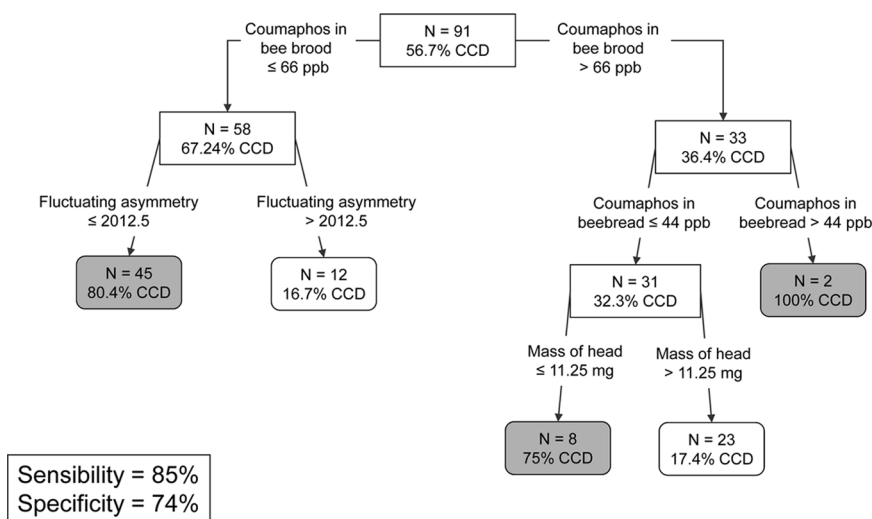 Coumaphos in
bee brood
≤ 66 ppb
N = 91
56.7% CCD
Coumaphos in
bee brood
> 66 ppb
N = 58
67.24% CCD
N = 33
36.4% CCD
Fluctuating asymmetry
≤ 2012.5
Fluctuating asymmetry
> 2012.5
Coumaphos in
beebread ≤ 44 ppb
Coumaphos in
beebread > 44 ppb
N = 45
80.4% CCD
N = 12
16.7% CCD
N = 31
32.3% CCD
N = 2
100% CCD
Mass of head
≤ 11.25 mg
Mass of head
> 11.25 mg
N = 8
75% CCD
N = 23
17.4% CCD
Sensibility = 85%
Specificity = 74%